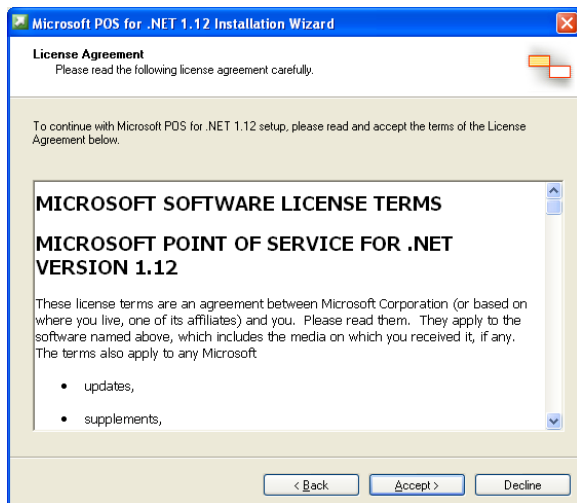 Microsoft POS for .NET 1.12 Installation Wizard
License Agreement
Please read the following license agreement carefully.
To continue with Microsoft POS for .NET 1.12 setup, please read and accept the terms of the License
Agreement below.
MICROSOFT SOFTWARE LICENSE TERMS
MICROSOFT POINT OF SERVICE FOR .NET
VERSION 1.12
These license terms are an agreement between Microsoft Corporation (or based on
where you live, one of its affiliates) and you.  Please read them.  They apply to the
software named above, which includes the media on which you received it, if any.
The terms also apply to any Microsoft
• updates,
• supplements,
< Back
Accept >
Decline